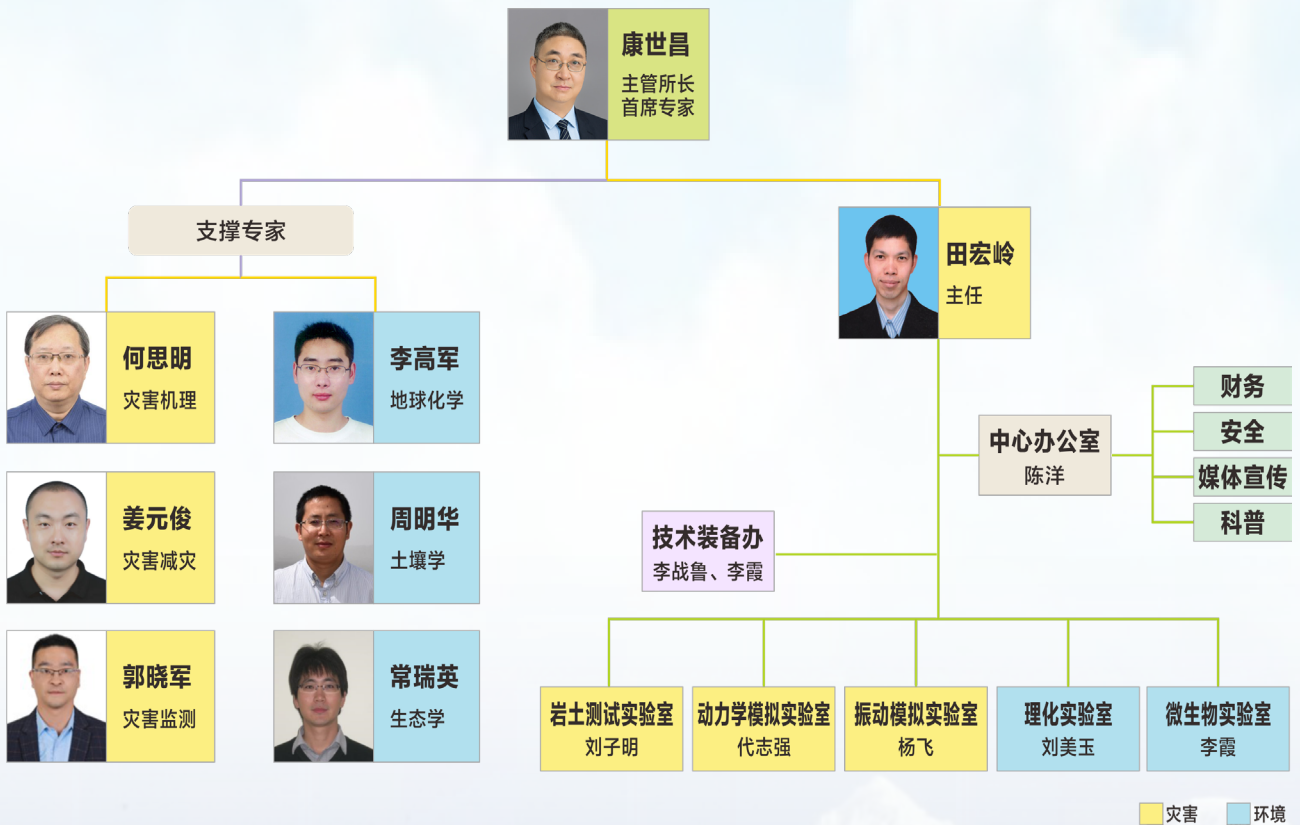 康世昌
主管所长
首席专家
支撑专家
田宏岭
主任
何思明
灾害机理
李高军
地球化学
姜元俊
灾害减灾
周明华
土壤学
郭晓军
灾害监测
常瑞英
生态学
中心办公室
陈洋
财务
安全
媒体宣传
科普
技术装备办
李战鲁、李霞
岩土测试实验室
刘子明
动力学模拟实验室
代志强
振动模拟实验室
杨飞
理化实验室
刘美玉
微生物实验室
李霞
灾害
环境